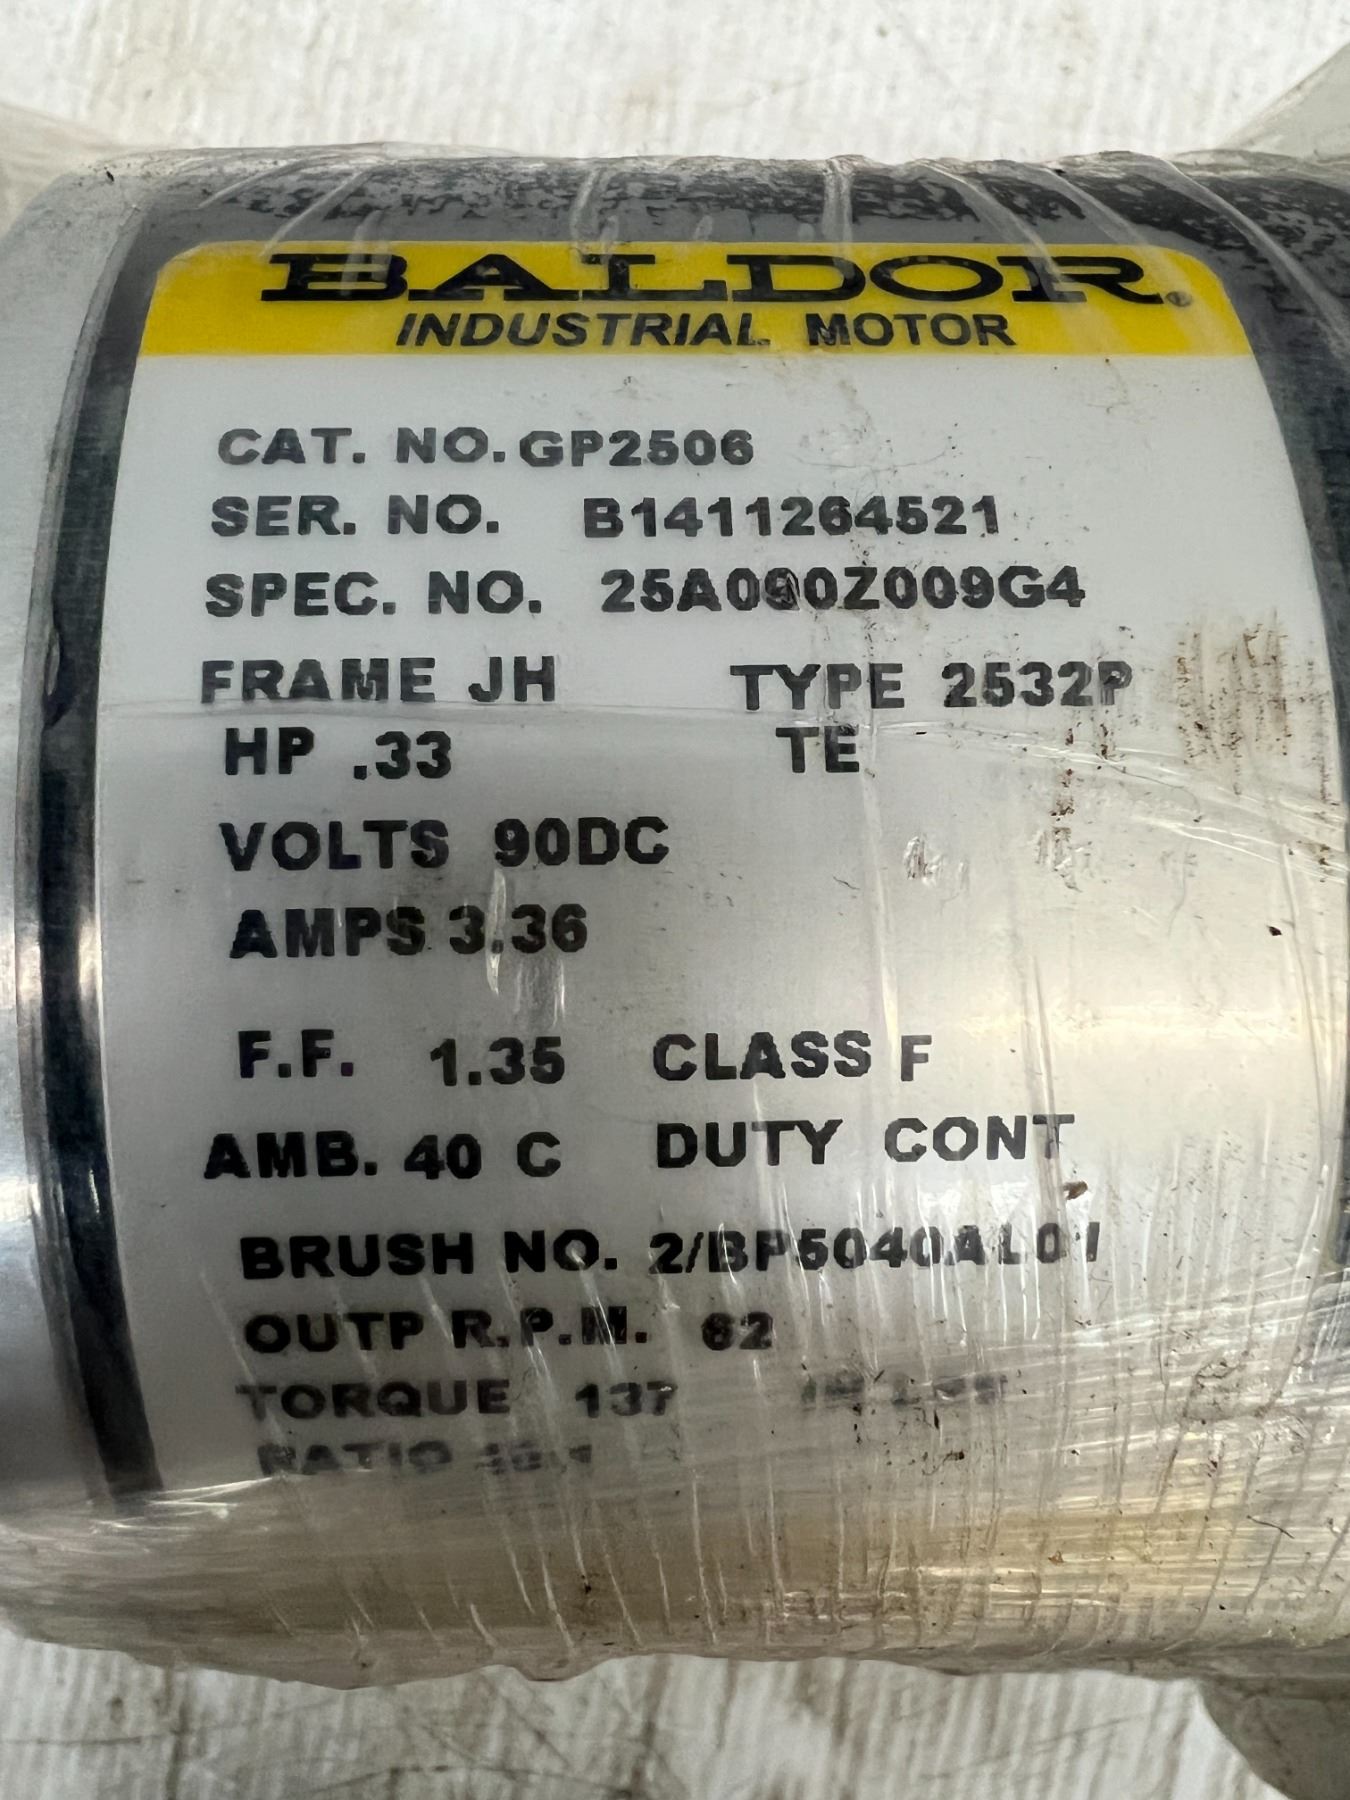 BALDOR®
INDUSTRIAL MOTOR
CAT. NO. GP2506
SER. NO. B1411264521
SPEC. NO. 25A090Z009G4
FRAME JH TYPE 2532P
HP .33 TE
VOLTS 90DC
AMPS 3.36
F.F. 1.35 CLASS F
AMB. 40 C DUTY CONT
BRUSH NO. 2/BP5040AL01
OUTP R.P.M. 62
TORQUE 137
RATIO